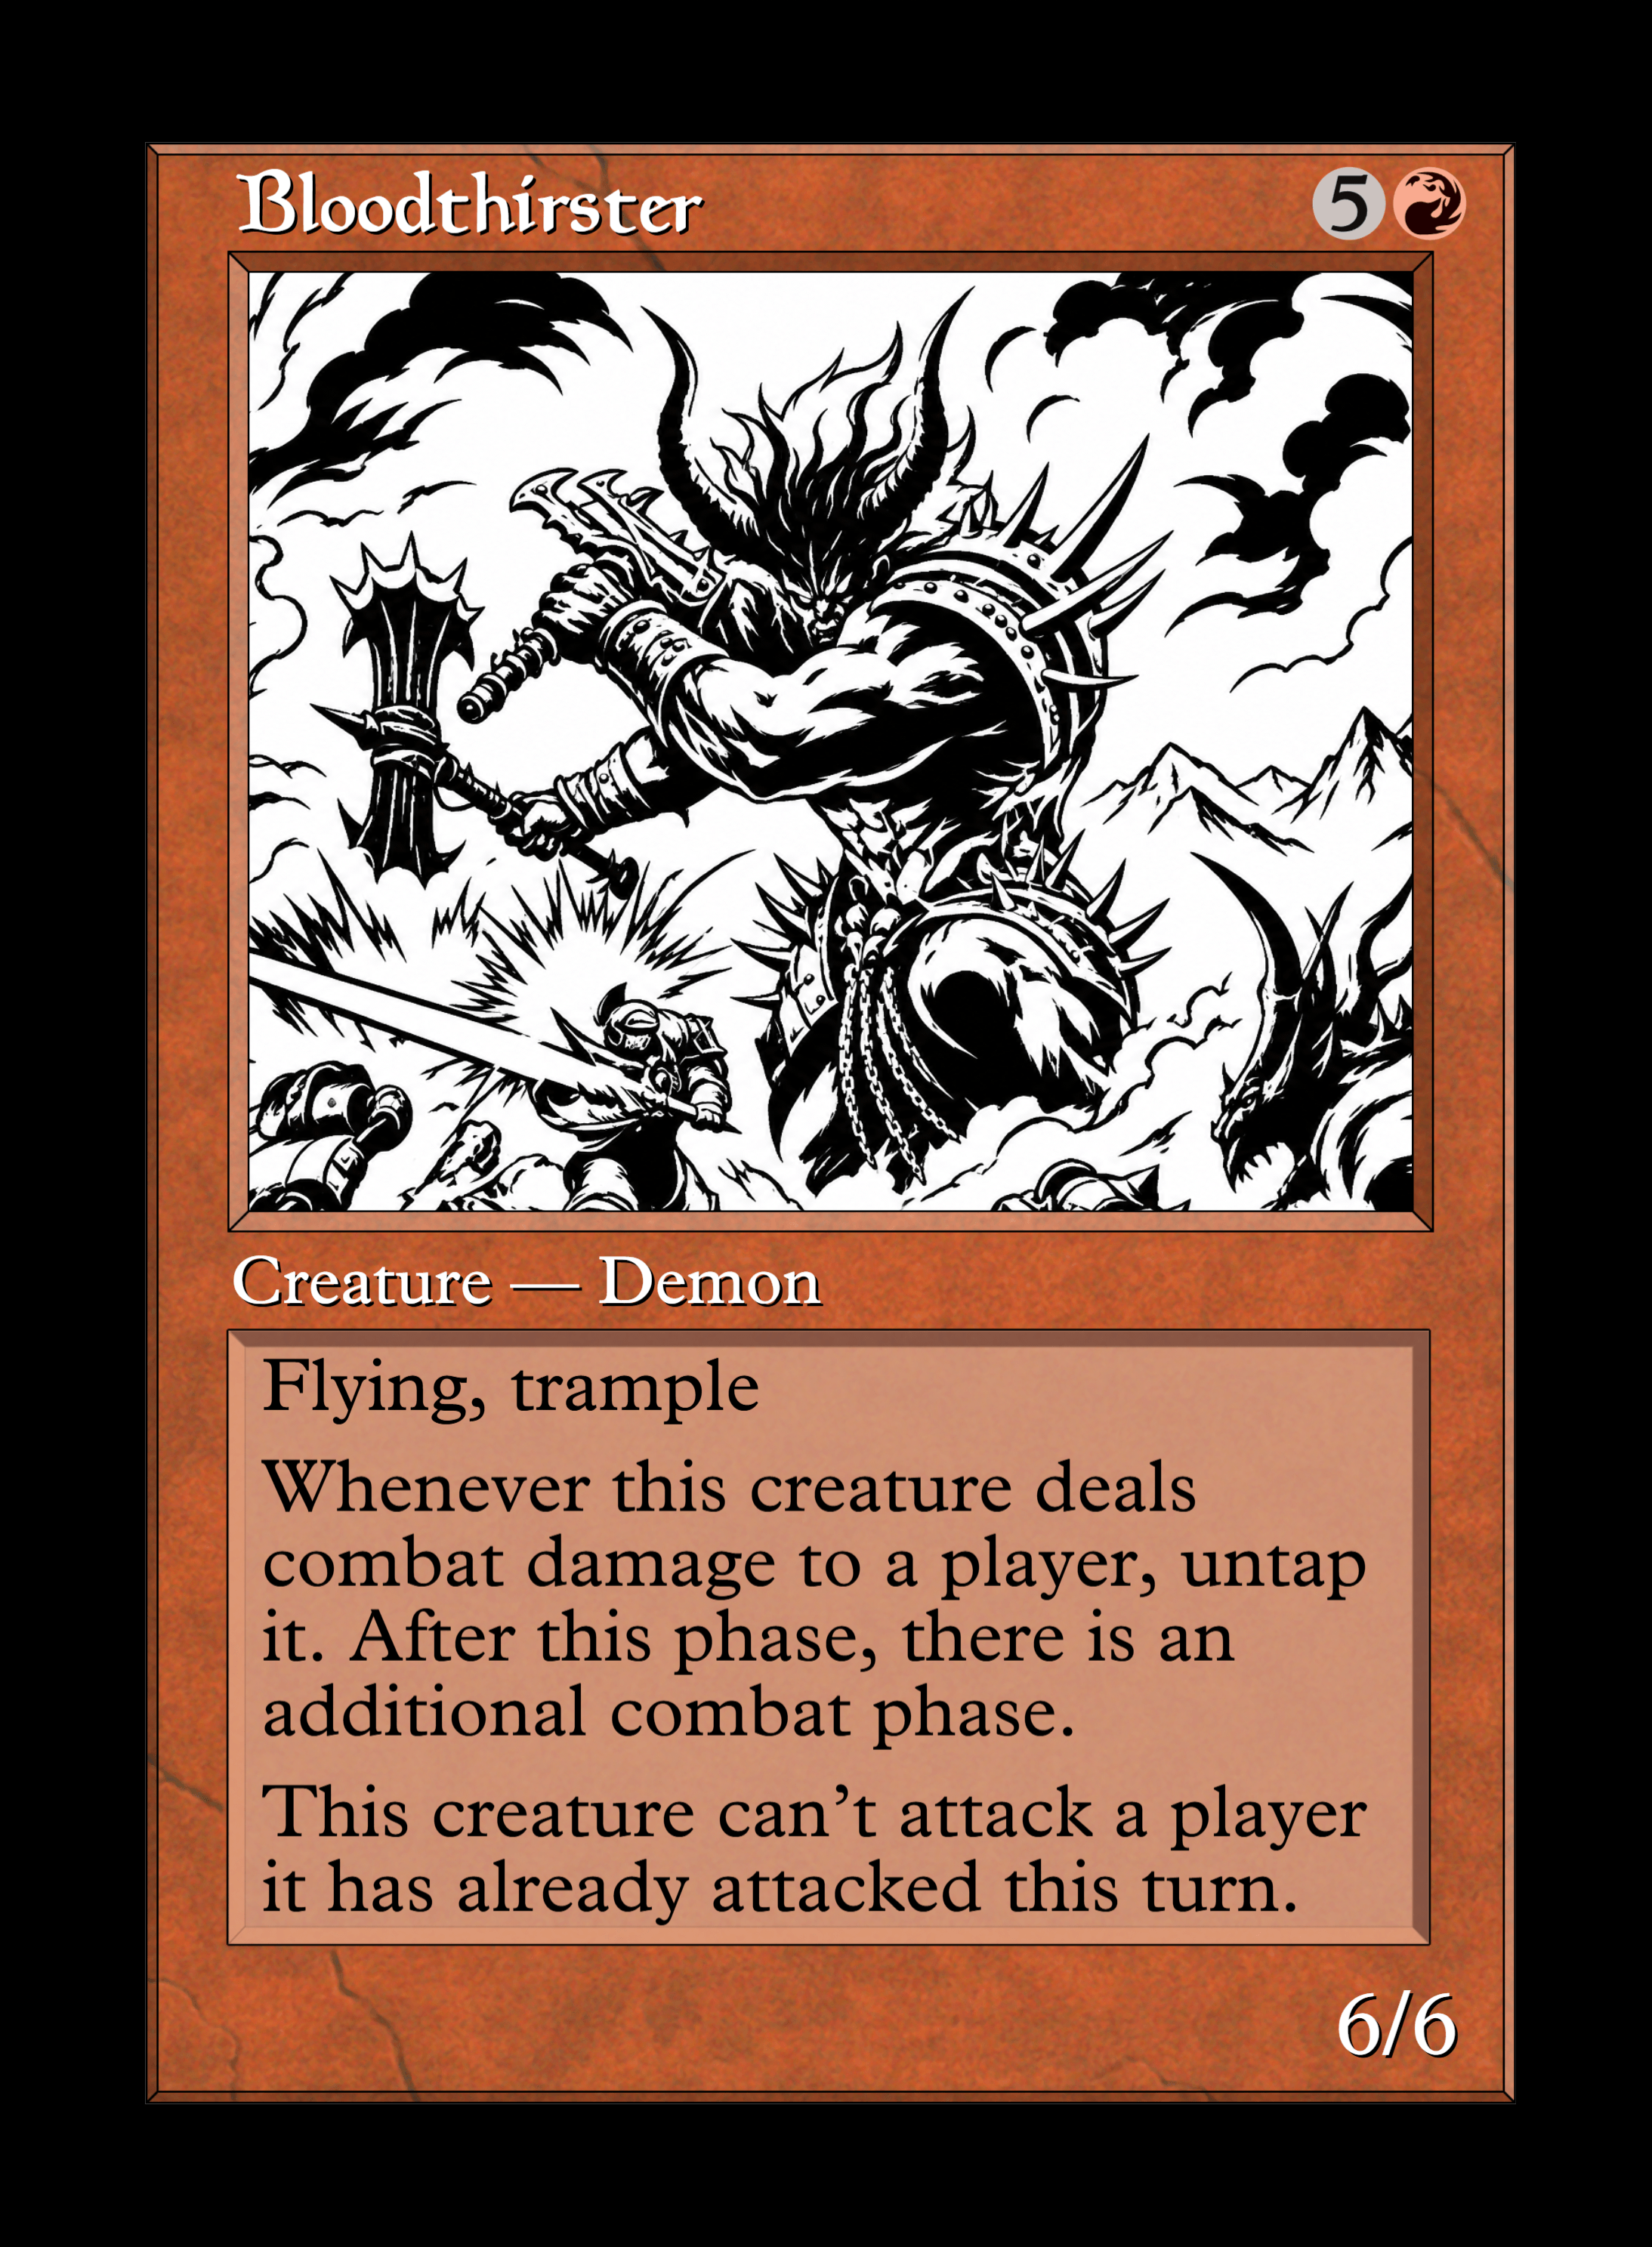 Bloodthirster 5
Creature — Demon
Flying, trample
Whenever this creature deals
combat damage to a player, untap
it. After this phase, there is an
additional combat phase.
This creature can’t attack a player
it has already attacked this turn.
6/6